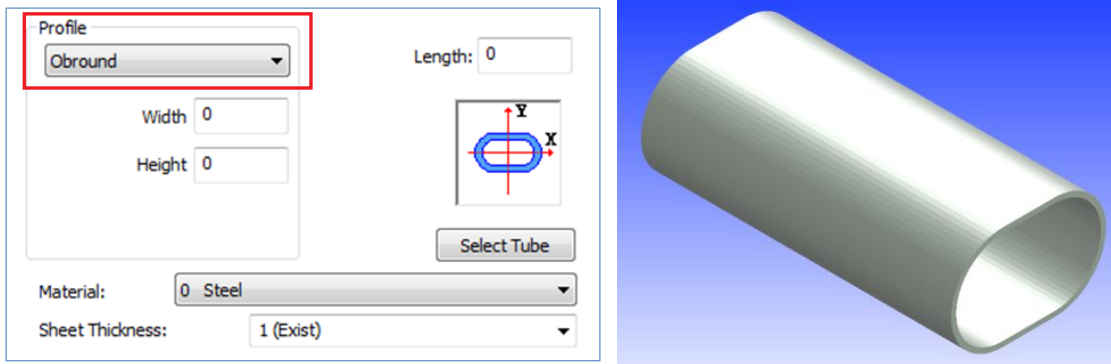 Profile
Obround
Length: 0
Width 0
Height 0
Y
X
Select Tube
Material: 0 Steel
Sheet Thickness: 1 (Exist)